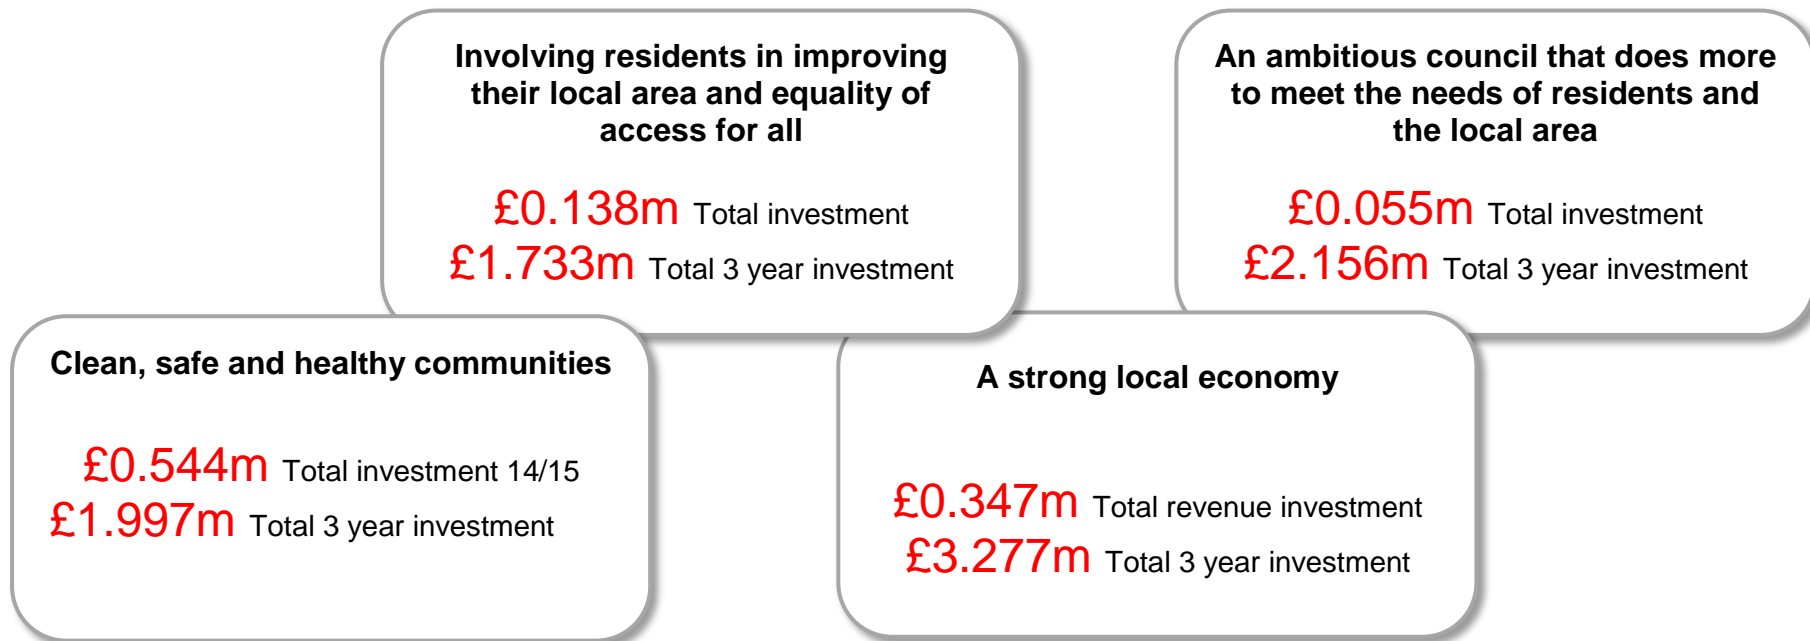 Involving residents in improving
their local area and equality of
access for all
£0.138m Total investment
£1.733m Total 3 year investment
An ambitious council that does more
to meet the needs of residents and
the local area
£0.055m Total investment
£2.156m Total 3 year investment
Clean, safe and healthy communities
£0.544m Total investment 14/15
£1.997m Total 3 year investment
A strong local economy
£0.347m Total revenue investment
£3.277m Total 3 year investment